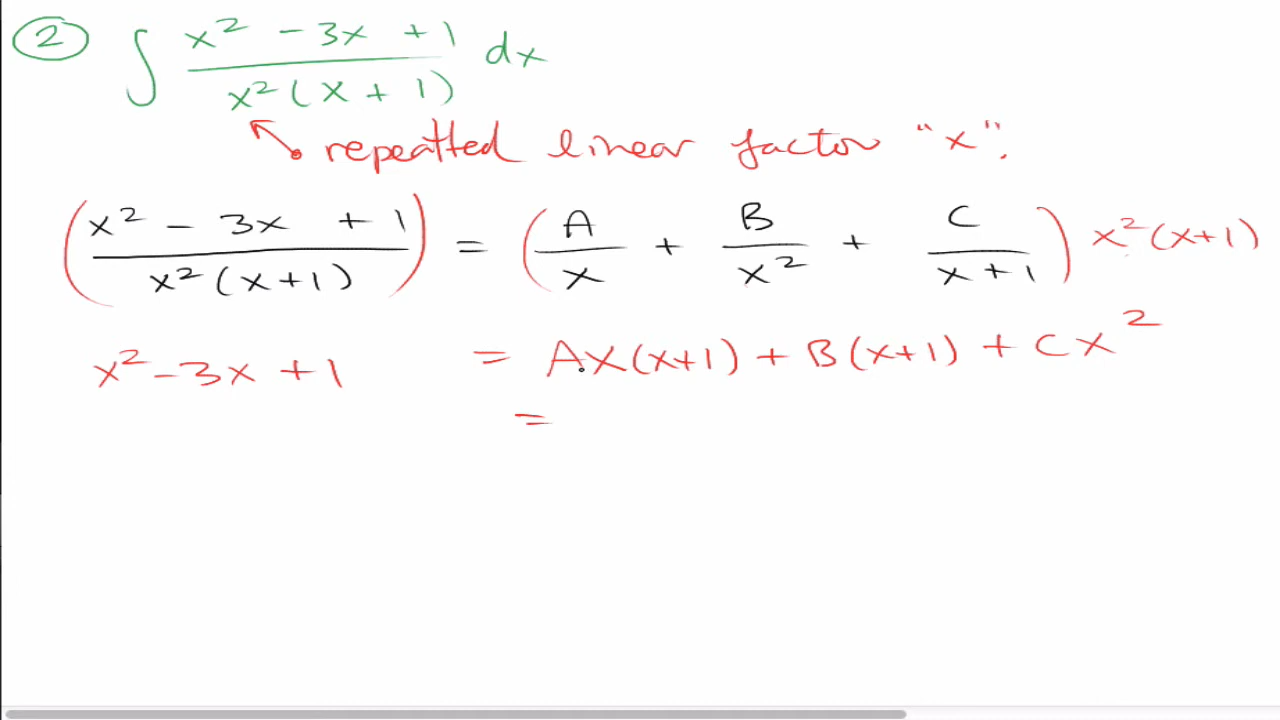 ② ∫ (x² - 3x + 1)/(x²(x + 1)) dx
repeatted linear factor "x".
((x² - 3x + 1)/(x²(x+1))) = (A/x + B/x² + C/(x+1)) x²(x+1)
x² - 3x + 1 = Ax(x+1) + B(x+1) + Cx²
=